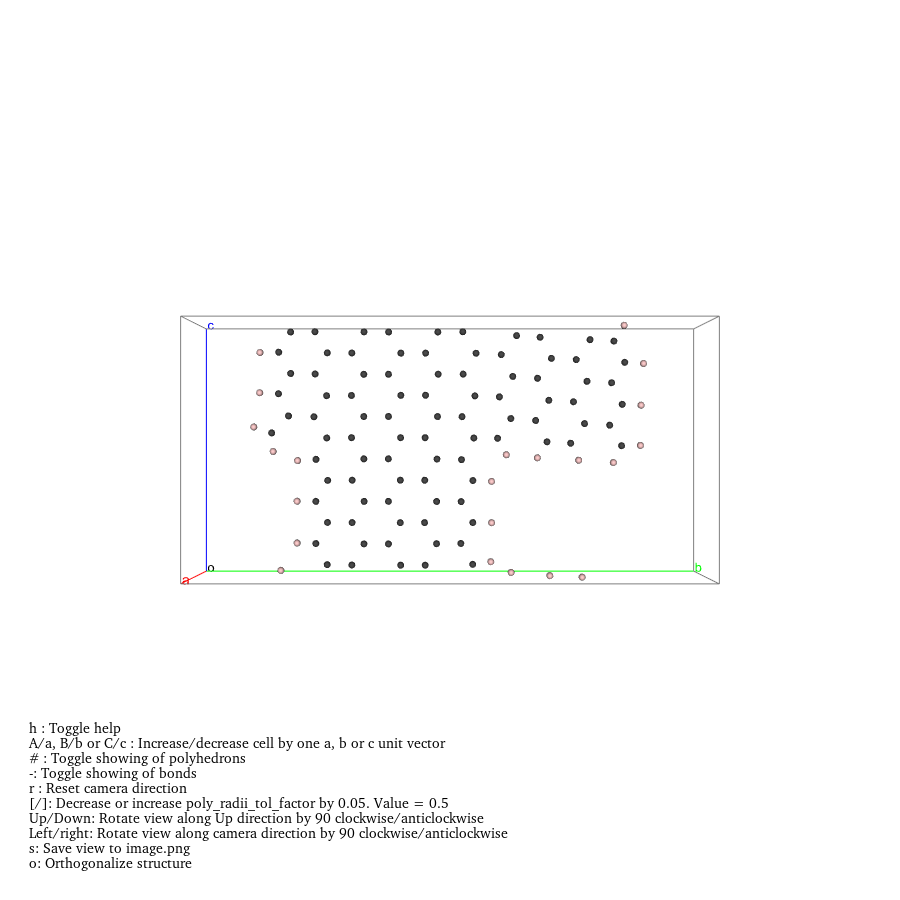 c
o
a
b
h : Toggle help
A/a, B/b or C/c : Increase/decrease cell by one a, b or c unit vector
# : Toggle showing of polyhedrons
-: Toggle showing of bonds
r : Reset camera direction
[/]: Decrease or increase poly_radii_tol_factor by 0.05. Value = 0.5
Up/Down: Rotate view along Up direction by 90 clockwise/anticlockwise
Left/right: Rotate view along camera direction by 90 clockwise/anticlockwise
s: Save view to image.png
o: Orthogonalize structure